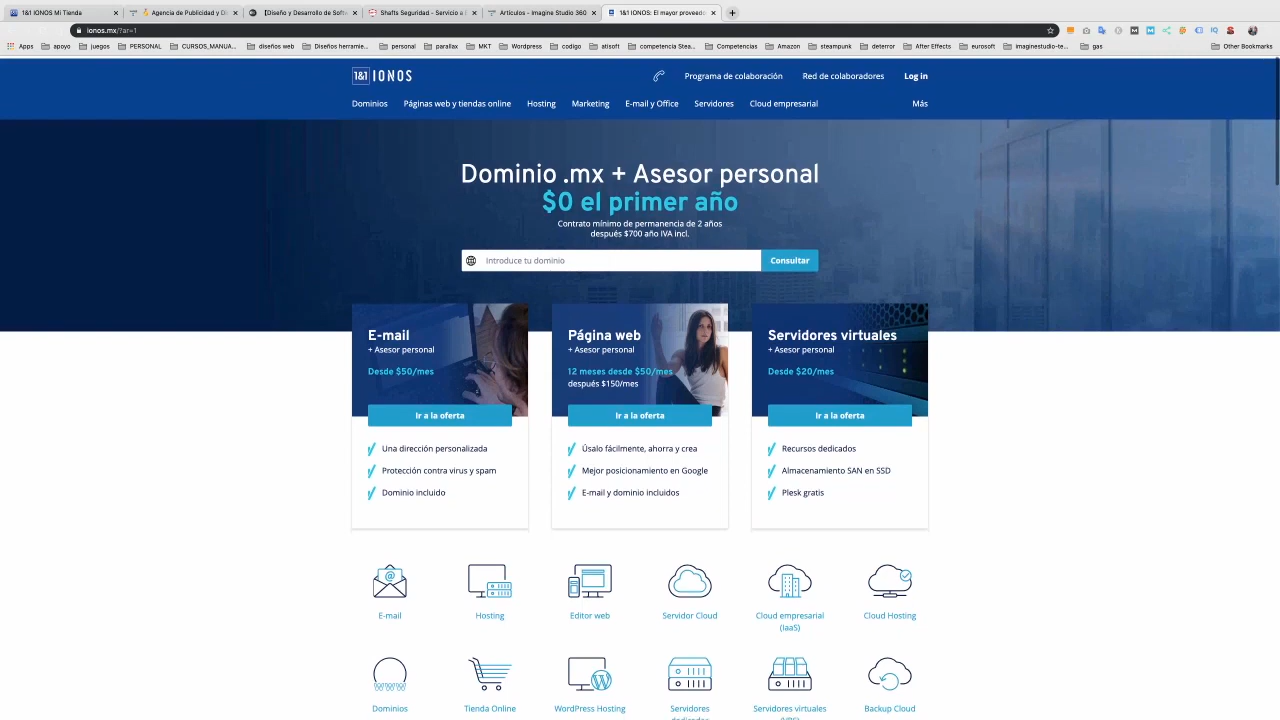 1&1 IONOS Mi Tienda
Agencia de Publicidad y Di
[Diseño y Desarrollo de Softw
Shafts Seguridad - Servicio a
Artículos - Imagine Studio 360
1&1 IONOS: El mayor proveedo
ionos.mx/?ar=1
Apps
apoyo
juegos
PERSONAL
CURSOS_MANUA...
diseños web
Diseños herramie...
personal
parallax
MKT
Wordpress
codigo
atisoft
competencia Stea...
Competencias
Amazon
steampunk
deterror
After Effects
eurosoft
imaginestudio-te...
gas
Other Bookmarks
1&1 IONOS
Programa de colaboración
Red de colaboradores
Log in
Dominios
Páginas web y tiendas online
Hosting
Marketing
E-mail y Office
Servidores
Cloud empresarial
Más
Dominio .mx + Asesor personal
$0 el primer año
Contrato mínimo de permanencia de 2 años
después $700 año IVA incl.
Introduce tu dominio
Consultar
E-mail
+ Asesor personal
Desde $50/mes
Ir a la oferta
Una dirección personalizada
Protección contra virus y spam
Dominio incluido
Página web
+ Asesor personal
12 meses desde $50/mes
después $150/mes
Ir a la oferta
Úsalo fácilmente, ahorra y crea
Mejor posicionamiento en Google
E-mail y dominio incluidos
Servidores virtuales
+ Asesor personal
Desde $20/mes
Ir a la oferta
Recursos dedicados
Almacenamiento SAN en SSD
Plesk gratis
E-mail
Hosting
Editor web
Servidor Cloud
Cloud empresarial
(IaaS)
Cloud Hosting
Dominios
Tienda Online
WordPress Hosting
Servidores
dedicados
Servidores virtuales
(VPS)
Backup Cloud